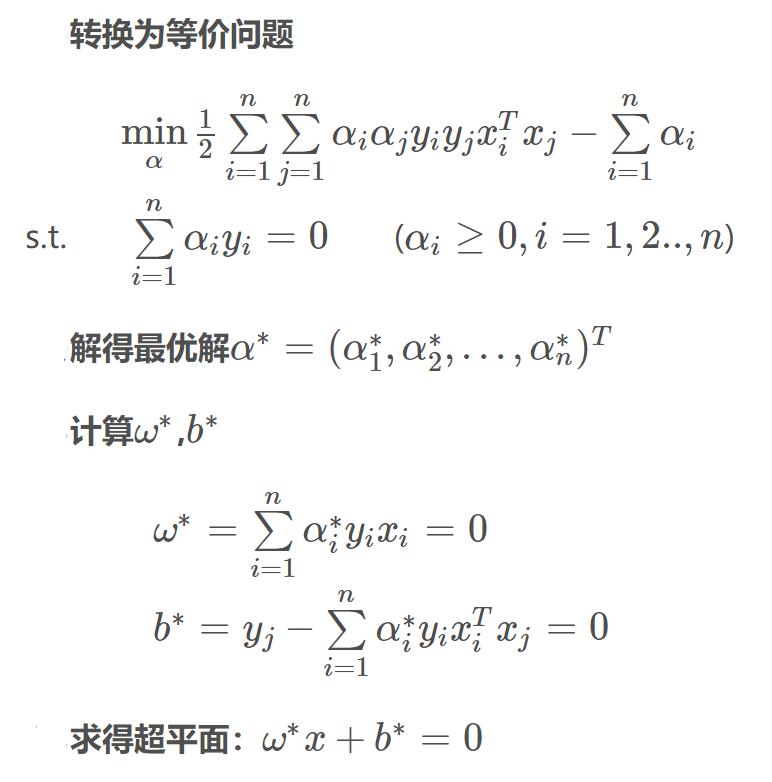 转换为等价问题
min_α 1/2 ∑_{i=1}^{n} ∑_{j=1}^{n} α_i α_j y_i y_j x_i^T x_j − ∑_{i=1}^{n} α_i
s.t. ∑_{i=1}^{n} α_i y_i = 0 (α_i ≥ 0, i = 1, 2.., n)
解得最优解α* = (α_1^*, α_2^*, ..., α_n^*)^T
计算ω*,b*
ω* = ∑_{i=1}^{n} α_i^* y_i x_i = 0
b* = y_j − ∑_{i=1}^{n} α_i^* y_i x_i^T x_j = 0
求得超平面：ω*x + b* = 0